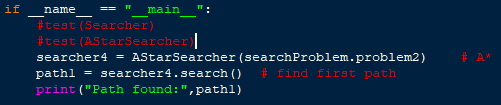 if __name__ == "__main__":
    #test(Searcher)
    #test(AStarSearcher)
    searcher4 = AStarSearcher(searchProblem.problem2)     # A*
    path1 = searcher4.search()  # find first path
    print("Path found:",path1)